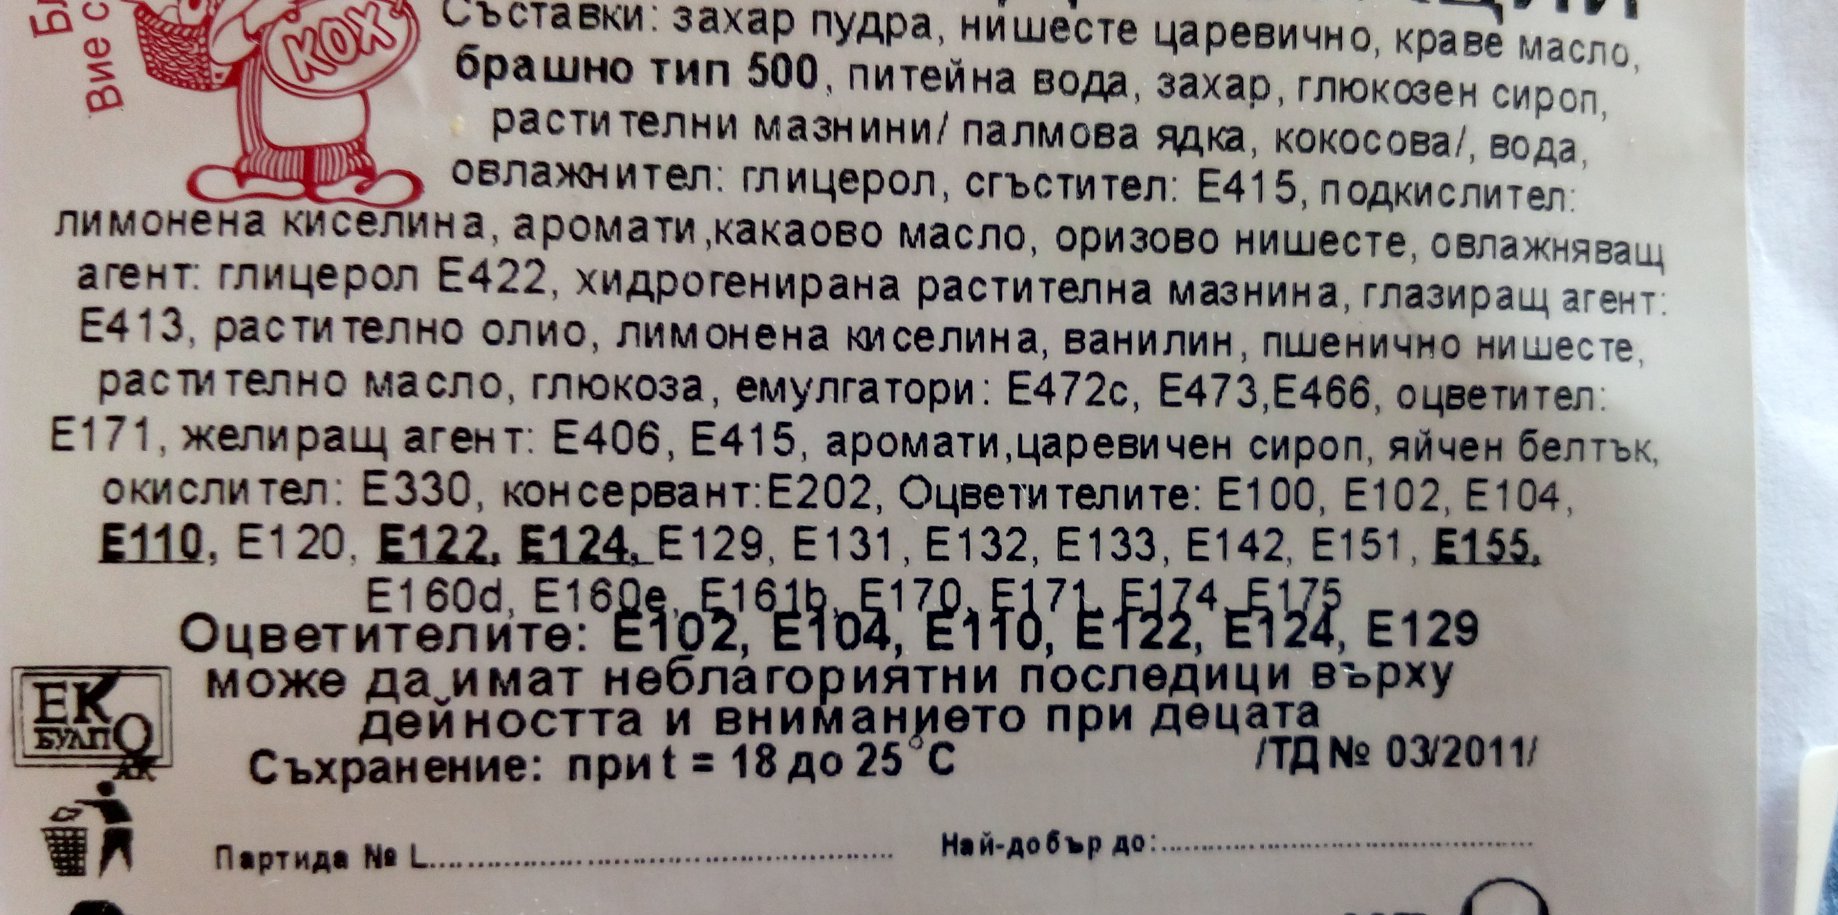 Вие с
КОХ
Съставки: захар пудра, нишесте царевично, краве масло,
брашно тип 500, питейна вода, захар, глюкозен сироп,
растителни мазнини/ палмова ядка, кокосова/, вода,
овлажнител: глицерол, сгъстител: Е415, подкислител:
лимонена киселина, аромати,какаово масло, оризово нишесте, овлажняващ
агент: глицерол Е422, хидрогенирана растителна мазнина, глазиращ агент:
Е413, растително олио, лимонена киселина, ванилин, пшенично нишесте,
растително масло, глюкоза, емулгатори: Е472с, Е473,Е466, оцветител:
Е171, желиращ агент: Е406, Е415, аромати,царевичен сироп, яйчен белтък,
окислител: Е330, консервант:Е202, Оцветителите: Е100, Е102, Е104,
Е110, Е120, Е122, Е124, Е129, Е131, Е132, Е133, Е142, Е151, Е155,
Е160d, Е160е, Е161b, Е170, Е171, Е174, Е175
Оцветителите: Е102, Е104, Е110, Е122, Е124, Е129
може да имат неблагориятни последици върху
дейността и вниманието при децата
Съхранение: при t = 18 до 25°C
/ТД № 03/2011/
ЕК
БУЛПО
АК
Партида № L
Най-добър до: